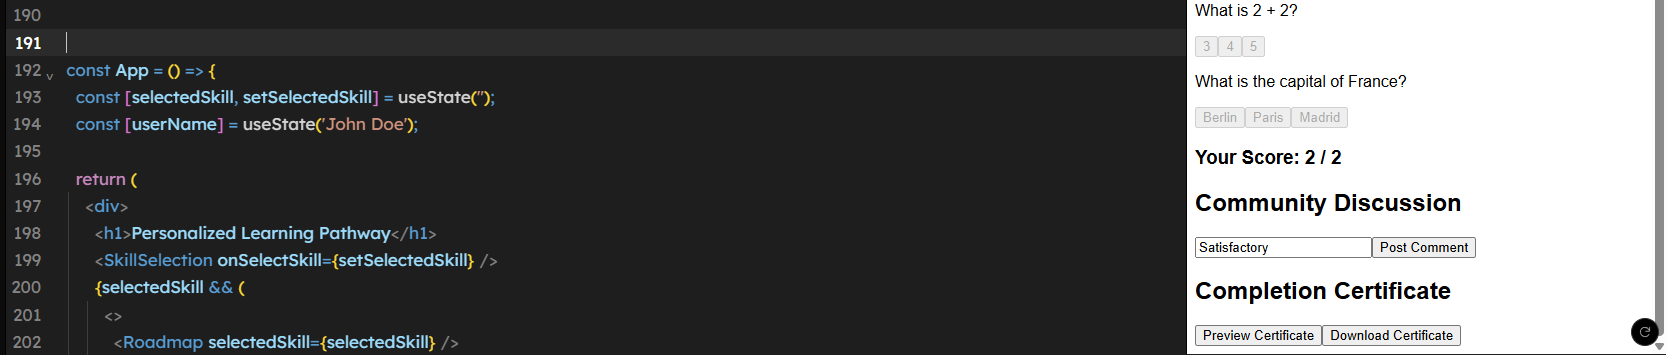 190
191
192 const App = () => {
193 const [selectedSkill, setSelectedSkill] = useState('');
194 const [userName] = useState('John Doe');
195
196 return (
197 <div>
198 <h1>Personalized Learning Pathway</h1>
199 <SkillSelection onSelectSkill={setSelectedSkill} />
200 {selectedSkill && (
201 <>
202 <Roadmap selectedSkill={selectedSkill} />
What is 2 + 2?
3 4 5
What is the capital of France?
Berlin Paris Madrid
Your Score: 2 / 2
Community Discussion
Satisfactory Post Comment
Completion Certificate
Preview Certificate Download Certificate